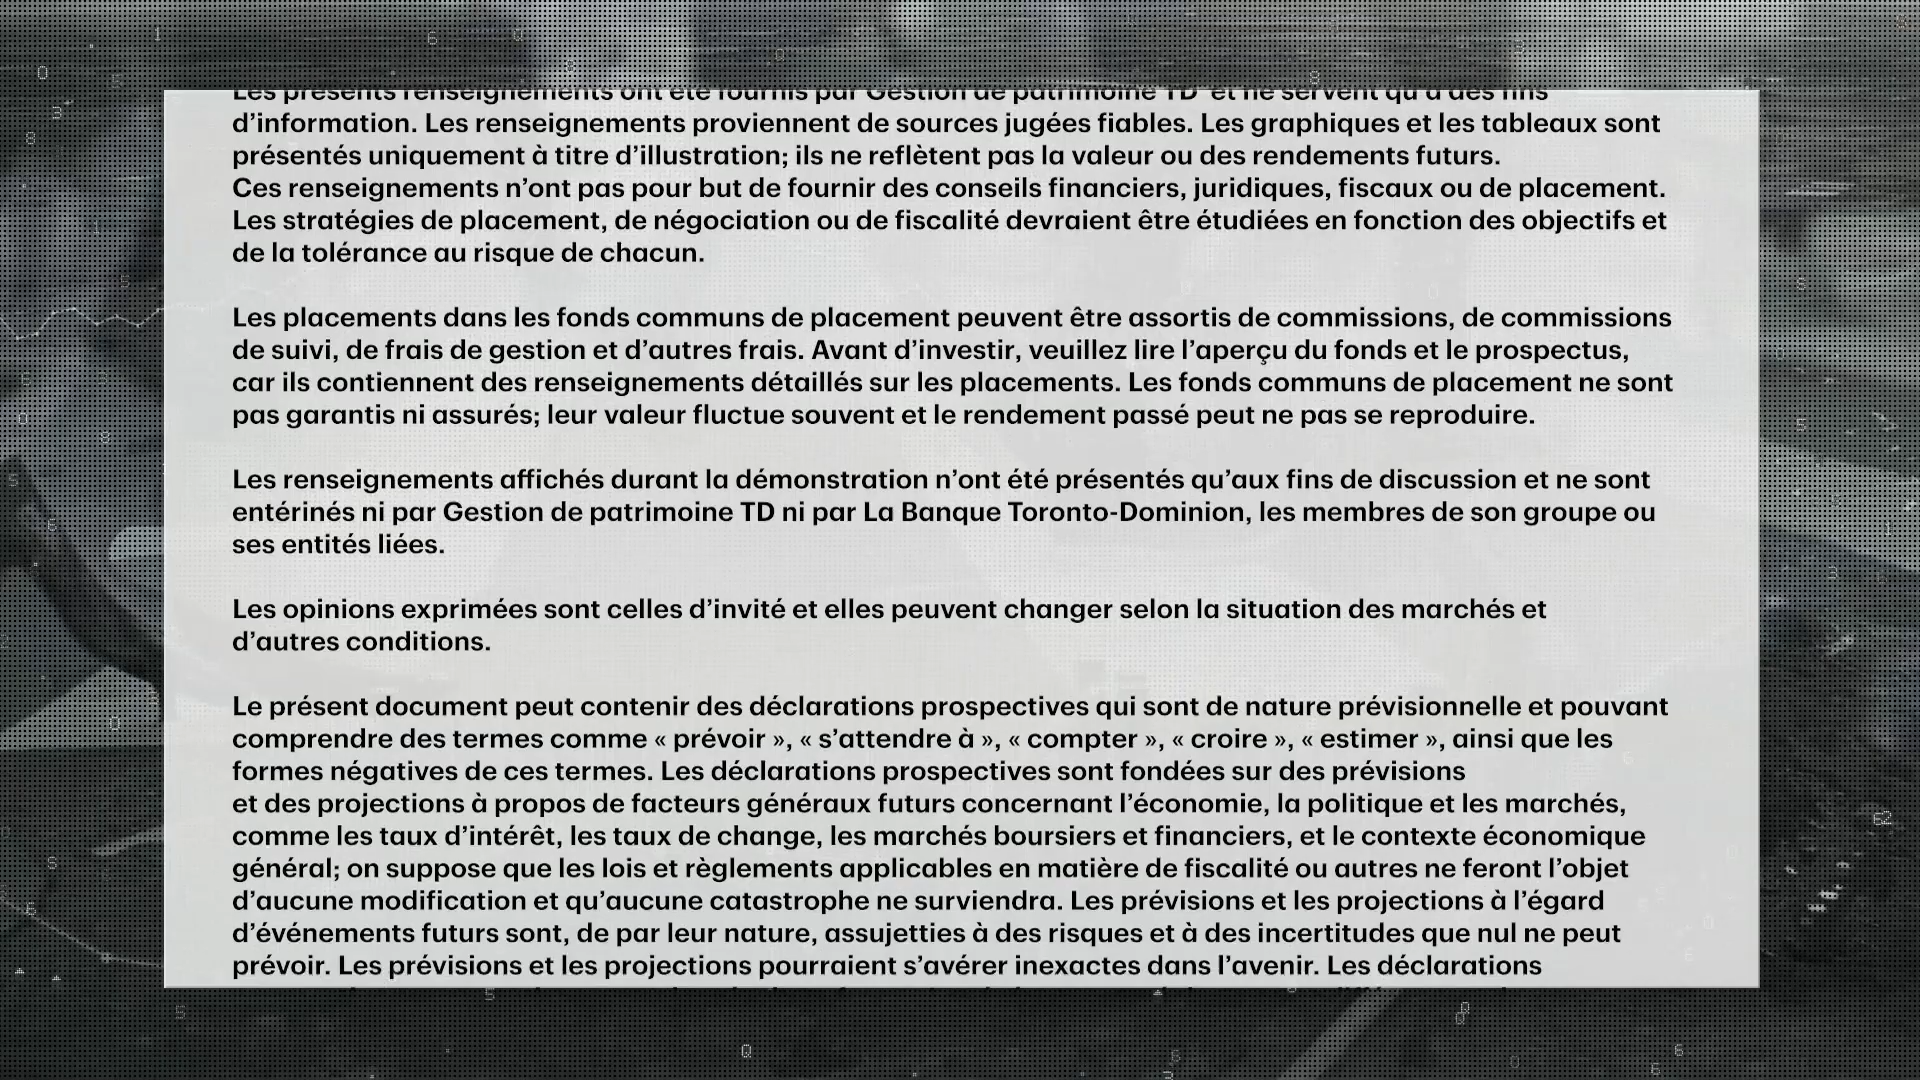 Les présents renseignements ont été fournis par Gestion de patrimoine TD et ne servent qu'à des fins
d'information. Les renseignements proviennent de sources jugées fiables. Les graphiques et les tableaux sont
présentés uniquement à titre d'illustration; ils ne reflètent pas la valeur ou des rendements futurs.
Ces renseignements n'ont pas pour but de fournir des conseils financiers, juridiques, fiscaux ou de placement.
Les stratégies de placement, de négociation ou de fiscalité devraient être étudiées en fonction des objectifs et
de la tolérance au risque de chacun.
Les placements dans les fonds communs de placement peuvent être assortis de commissions, de commissions
de suivi, de frais de gestion et d'autres frais. Avant d'investir, veuillez lire l'aperçu du fonds et le prospectus,
car ils contiennent des renseignements détaillés sur les placements. Les fonds communs de placement ne sont
pas garantis ni assurés; leur valeur fluctue souvent et le rendement passé peut ne pas se reproduire.
Les renseignements affichés durant la démonstration n'ont été présentés qu'aux fins de discussion et ne sont
entérinés ni par Gestion de patrimoine TD ni par La Banque Toronto-Dominion, les membres de son groupe ou
ses entités liées.
Les opinions exprimées sont celles d'invité et elles peuvent changer selon la situation des marchés et
d'autres conditions.
Le présent document peut contenir des déclarations prospectives qui sont de nature prévisionnelle et pouvant
comprendre des termes comme « prévoir », « s'attendre à », « compter », « croire », « estimer », ainsi que les
formes négatives de ces termes. Les déclarations prospectives sont fondées sur des prévisions
et des projections à propos de facteurs généraux futurs concernant l'économie, la politique et les marchés,
comme les taux d'intérêt, les taux de change, les marchés boursiers et financiers, et le contexte économique
général; on suppose que les lois et règlements applicables en matière de fiscalité ou autres ne feront l'objet
d'aucune modification et qu'aucune catastrophe ne surviendra. Les prévisions et les projections à l'égard
d'événements futurs sont, de par leur nature, assujetties à des risques et à des incertitudes que nul ne peut
prévoir. Les prévisions et les projections pourraient s'avérer inexactes dans l'avenir. Les déclarations